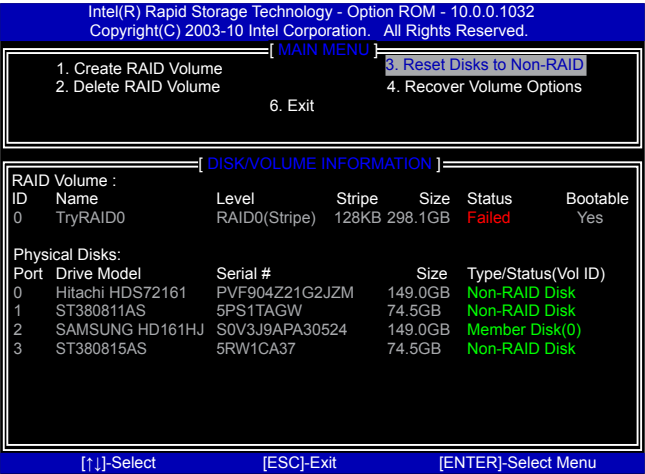 Intel(R) Rapid Storage Technology - Option ROM - 10.0.0.1032
Copyright(C) 2003-10 Intel Corporation. All Rights Reserved.
[ MAIN MENU ]
1. Create RAID Volume 3. Reset Disks to Non-RAID
2. Delete RAID Volume 4. Recover Volume Options
6. Exit
[ DISK/VOLUME INFORMATION ]
RAID Volume :
ID Name Level Stripe Size Status Bootable
0 TryRAID0 RAID0(Stripe) 128KB 298.1GB Failed Yes
Physical Disks:
Port Drive Model Serial # Size Type/Status(Vol ID)
0 Hitachi HDS72161 PVF904Z21G2JZM 149.0GB Non-RAID Disk
1 ST380811AS 5PS1TAGW 74.5GB Non-RAID Disk
2 SAMSUNG HD161HJ S0V3J9APA30524 149.0GB Member Disk(0)
3 ST380815AS 5RW1CA37 74.5GB Non-RAID Disk
[↑↓]-Select [ESC]-Exit [ENTER]-Select Menu